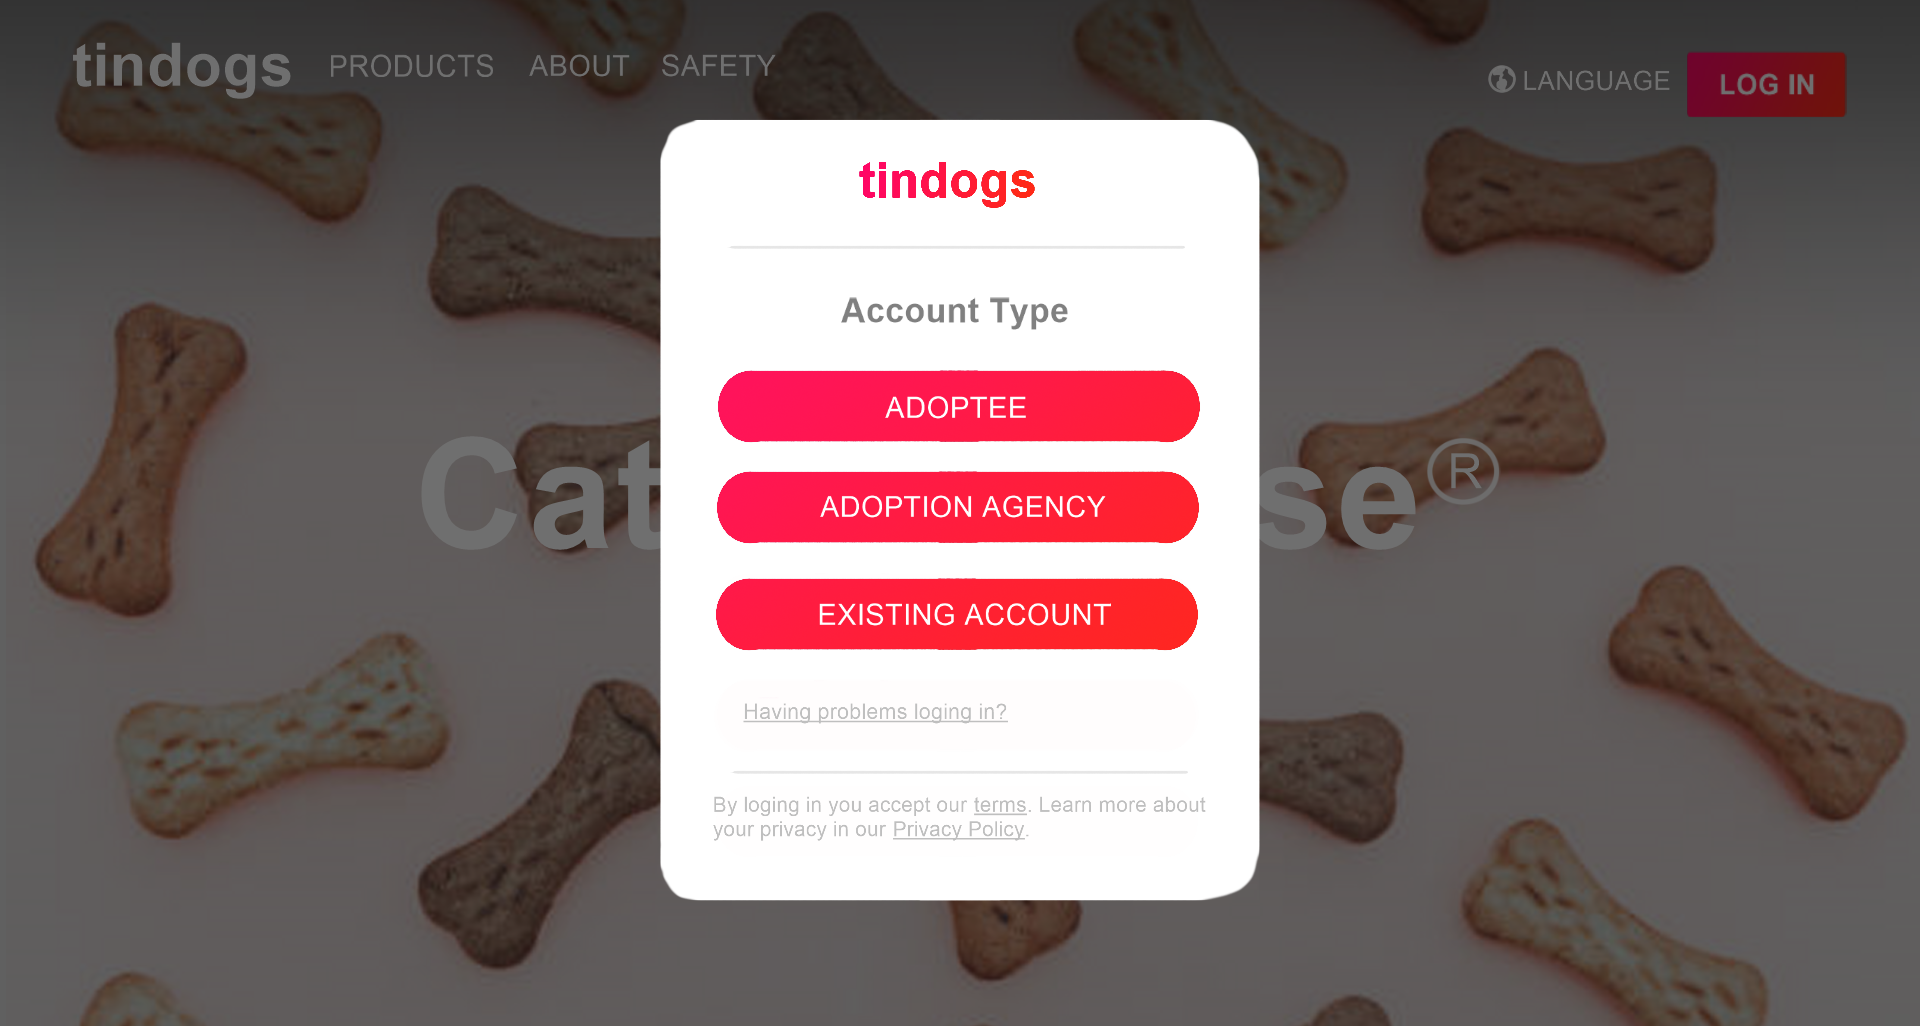 tindogs PRODUCTS ABOUT SAFETY LANGUAGE LOG IN
tindogs
Account Type
ADOPTEE
ADOPTION AGENCY
Cat se®
EXISTING ACCOUNT
Having problems loging in?
By loging in you accept our terms. Learn more about
your privacy in our Privacy Policy.